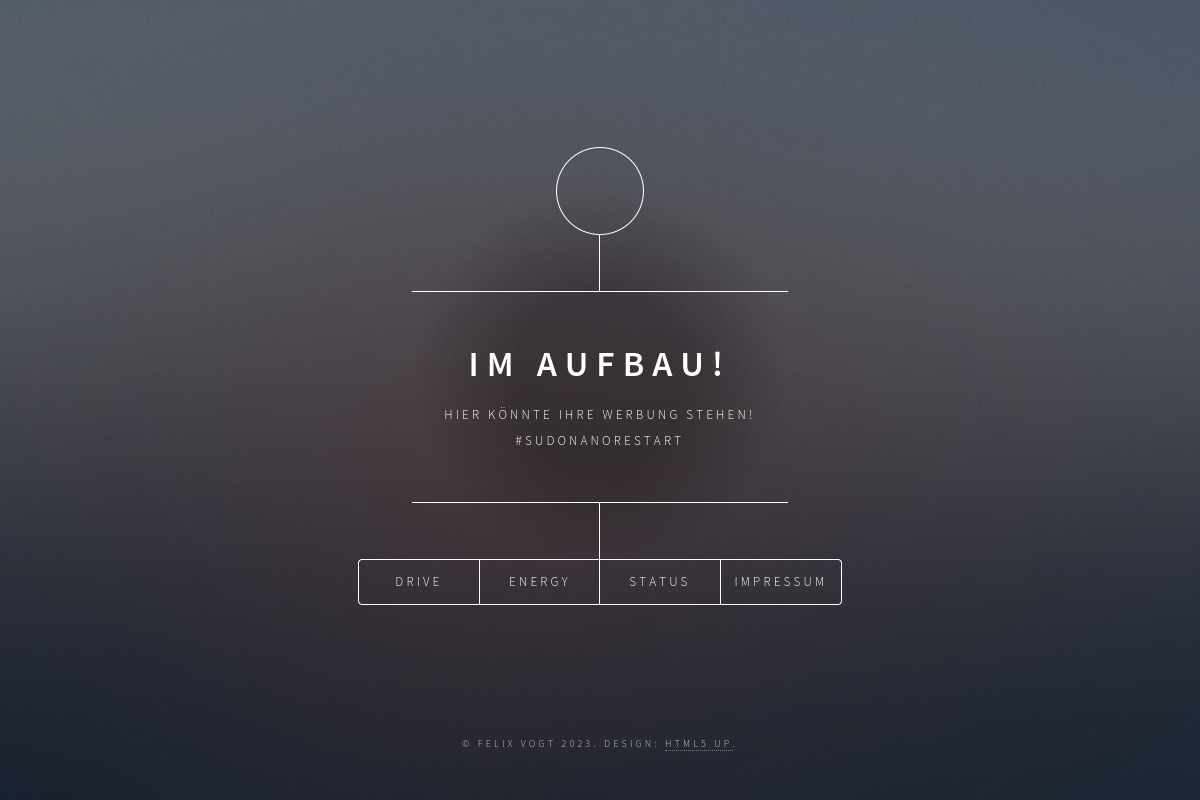 IM AUFBAU!
HIER KÖNNTE IHRE WERBUNG STEHEN!
#SUDONANORESTART
DRIVE ENERGY STATUS IMPRESSUM
© FELIX VOGT 2023. DESIGN: HTML5 UP.